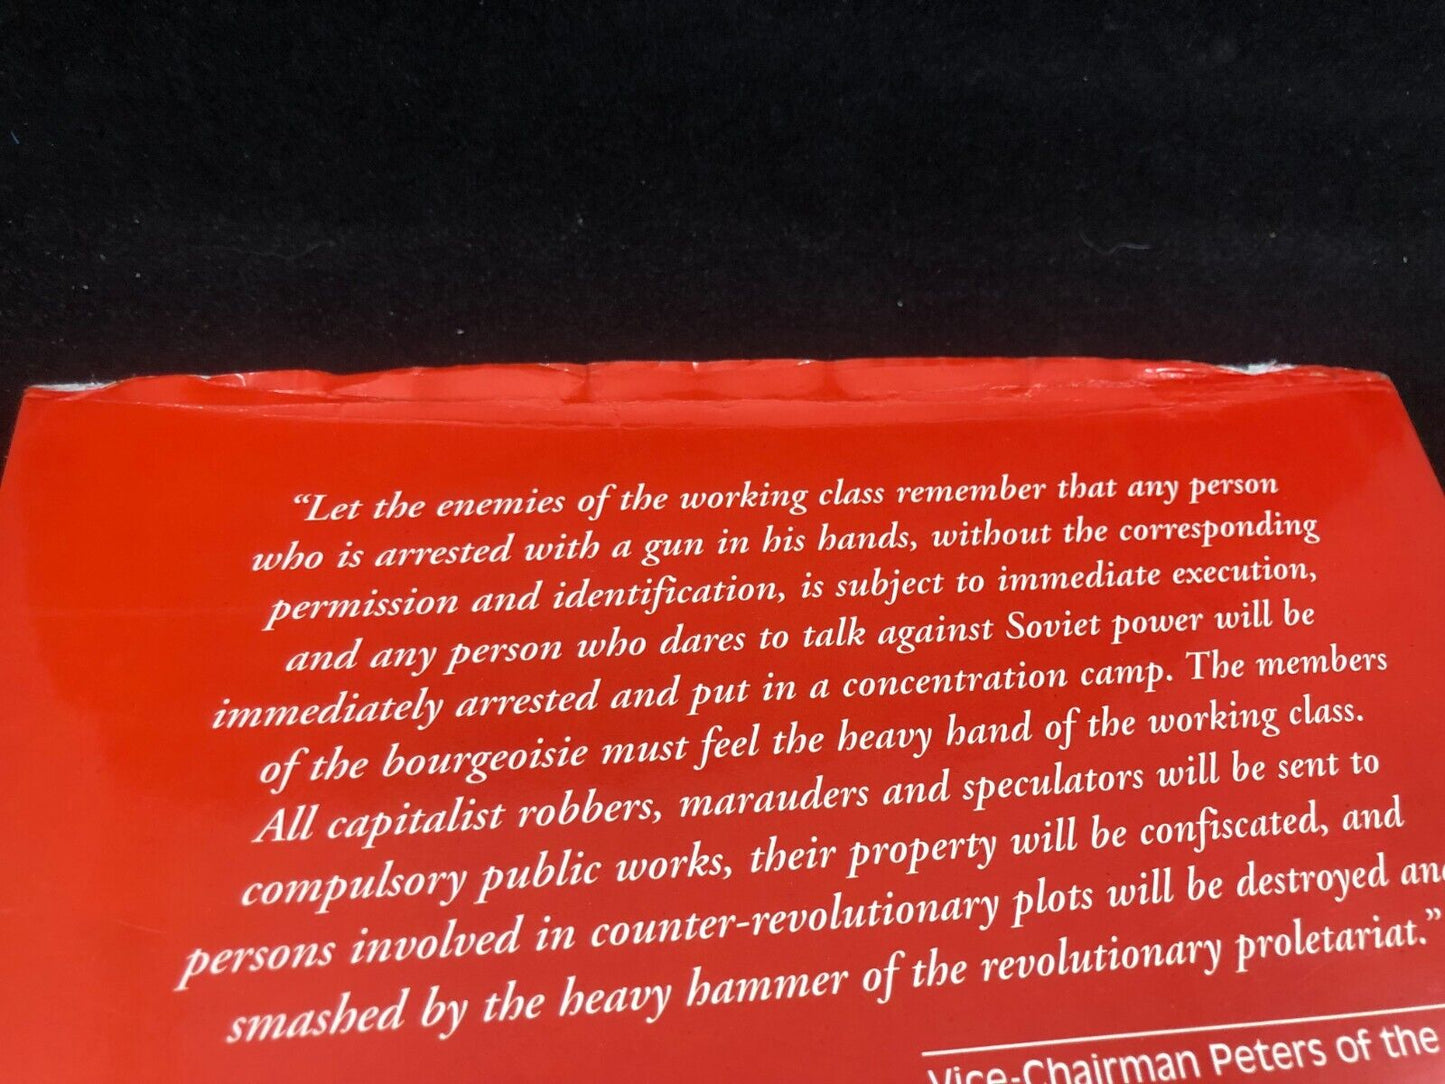 “Let the enemies of the working class remember that any person
who is arrested with a gun in his hands, without the corresponding
permission and identification, is subject to immediate execution,
and any person who dares to talk against Soviet power will be
immediately arrested and put in a concentration camp. The members
of the bourgeoisie must feel the heavy hand of the working class.
All capitalist robbers, marauders and speculators will be sent to
compulsory public works, their property will be confiscated, and
persons involved in counter-revolutionary plots will be destroyed and
smashed by the heavy hammer of the revolutionary proletariat.”
Vice-Chairman Peters of the